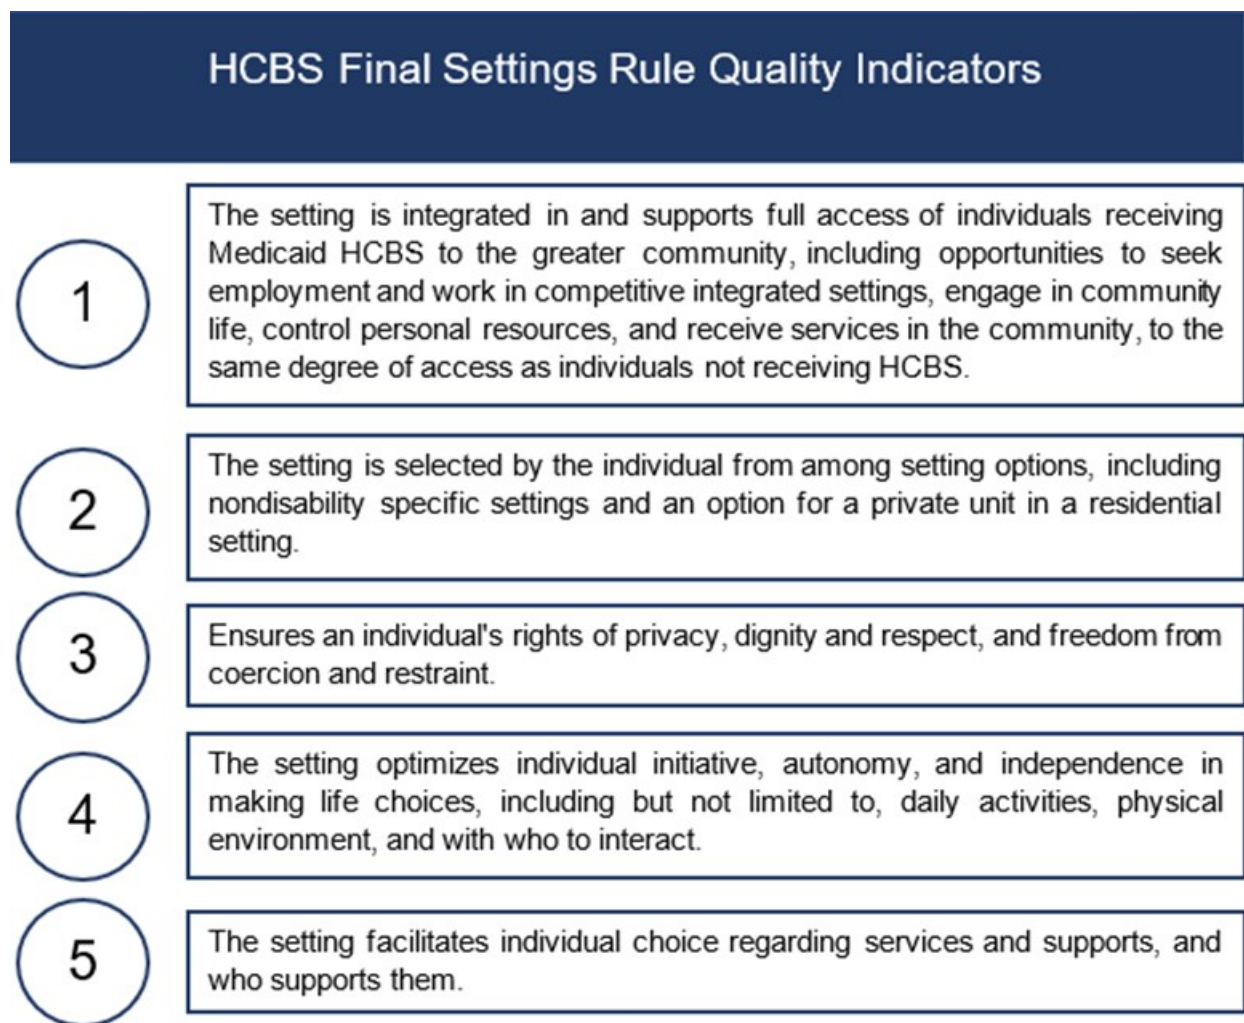 HCBS Final Settings Rule Quality Indicators
1
The setting is integrated in and supports full access of individuals receiving
Medicaid HCBS to the greater community, including opportunities to seek
employment and work in competitive integrated settings, engage in community
life, control personal resources, and receive services in the community, to the
same degree of access as individuals not receiving HCBS.
2
The setting is selected by the individual from among setting options, including
nondisability specific settings and an option for a private unit in a residential
setting.
3
Ensures an individual's rights of privacy, dignity and respect, and freedom from
coercion and restraint.
4
The setting optimizes individual initiative, autonomy, and independence in
making life choices, including but not limited to, daily activities, physical
environment, and with who to interact.
5
The setting facilitates individual choice regarding services and supports, and
who supports them.